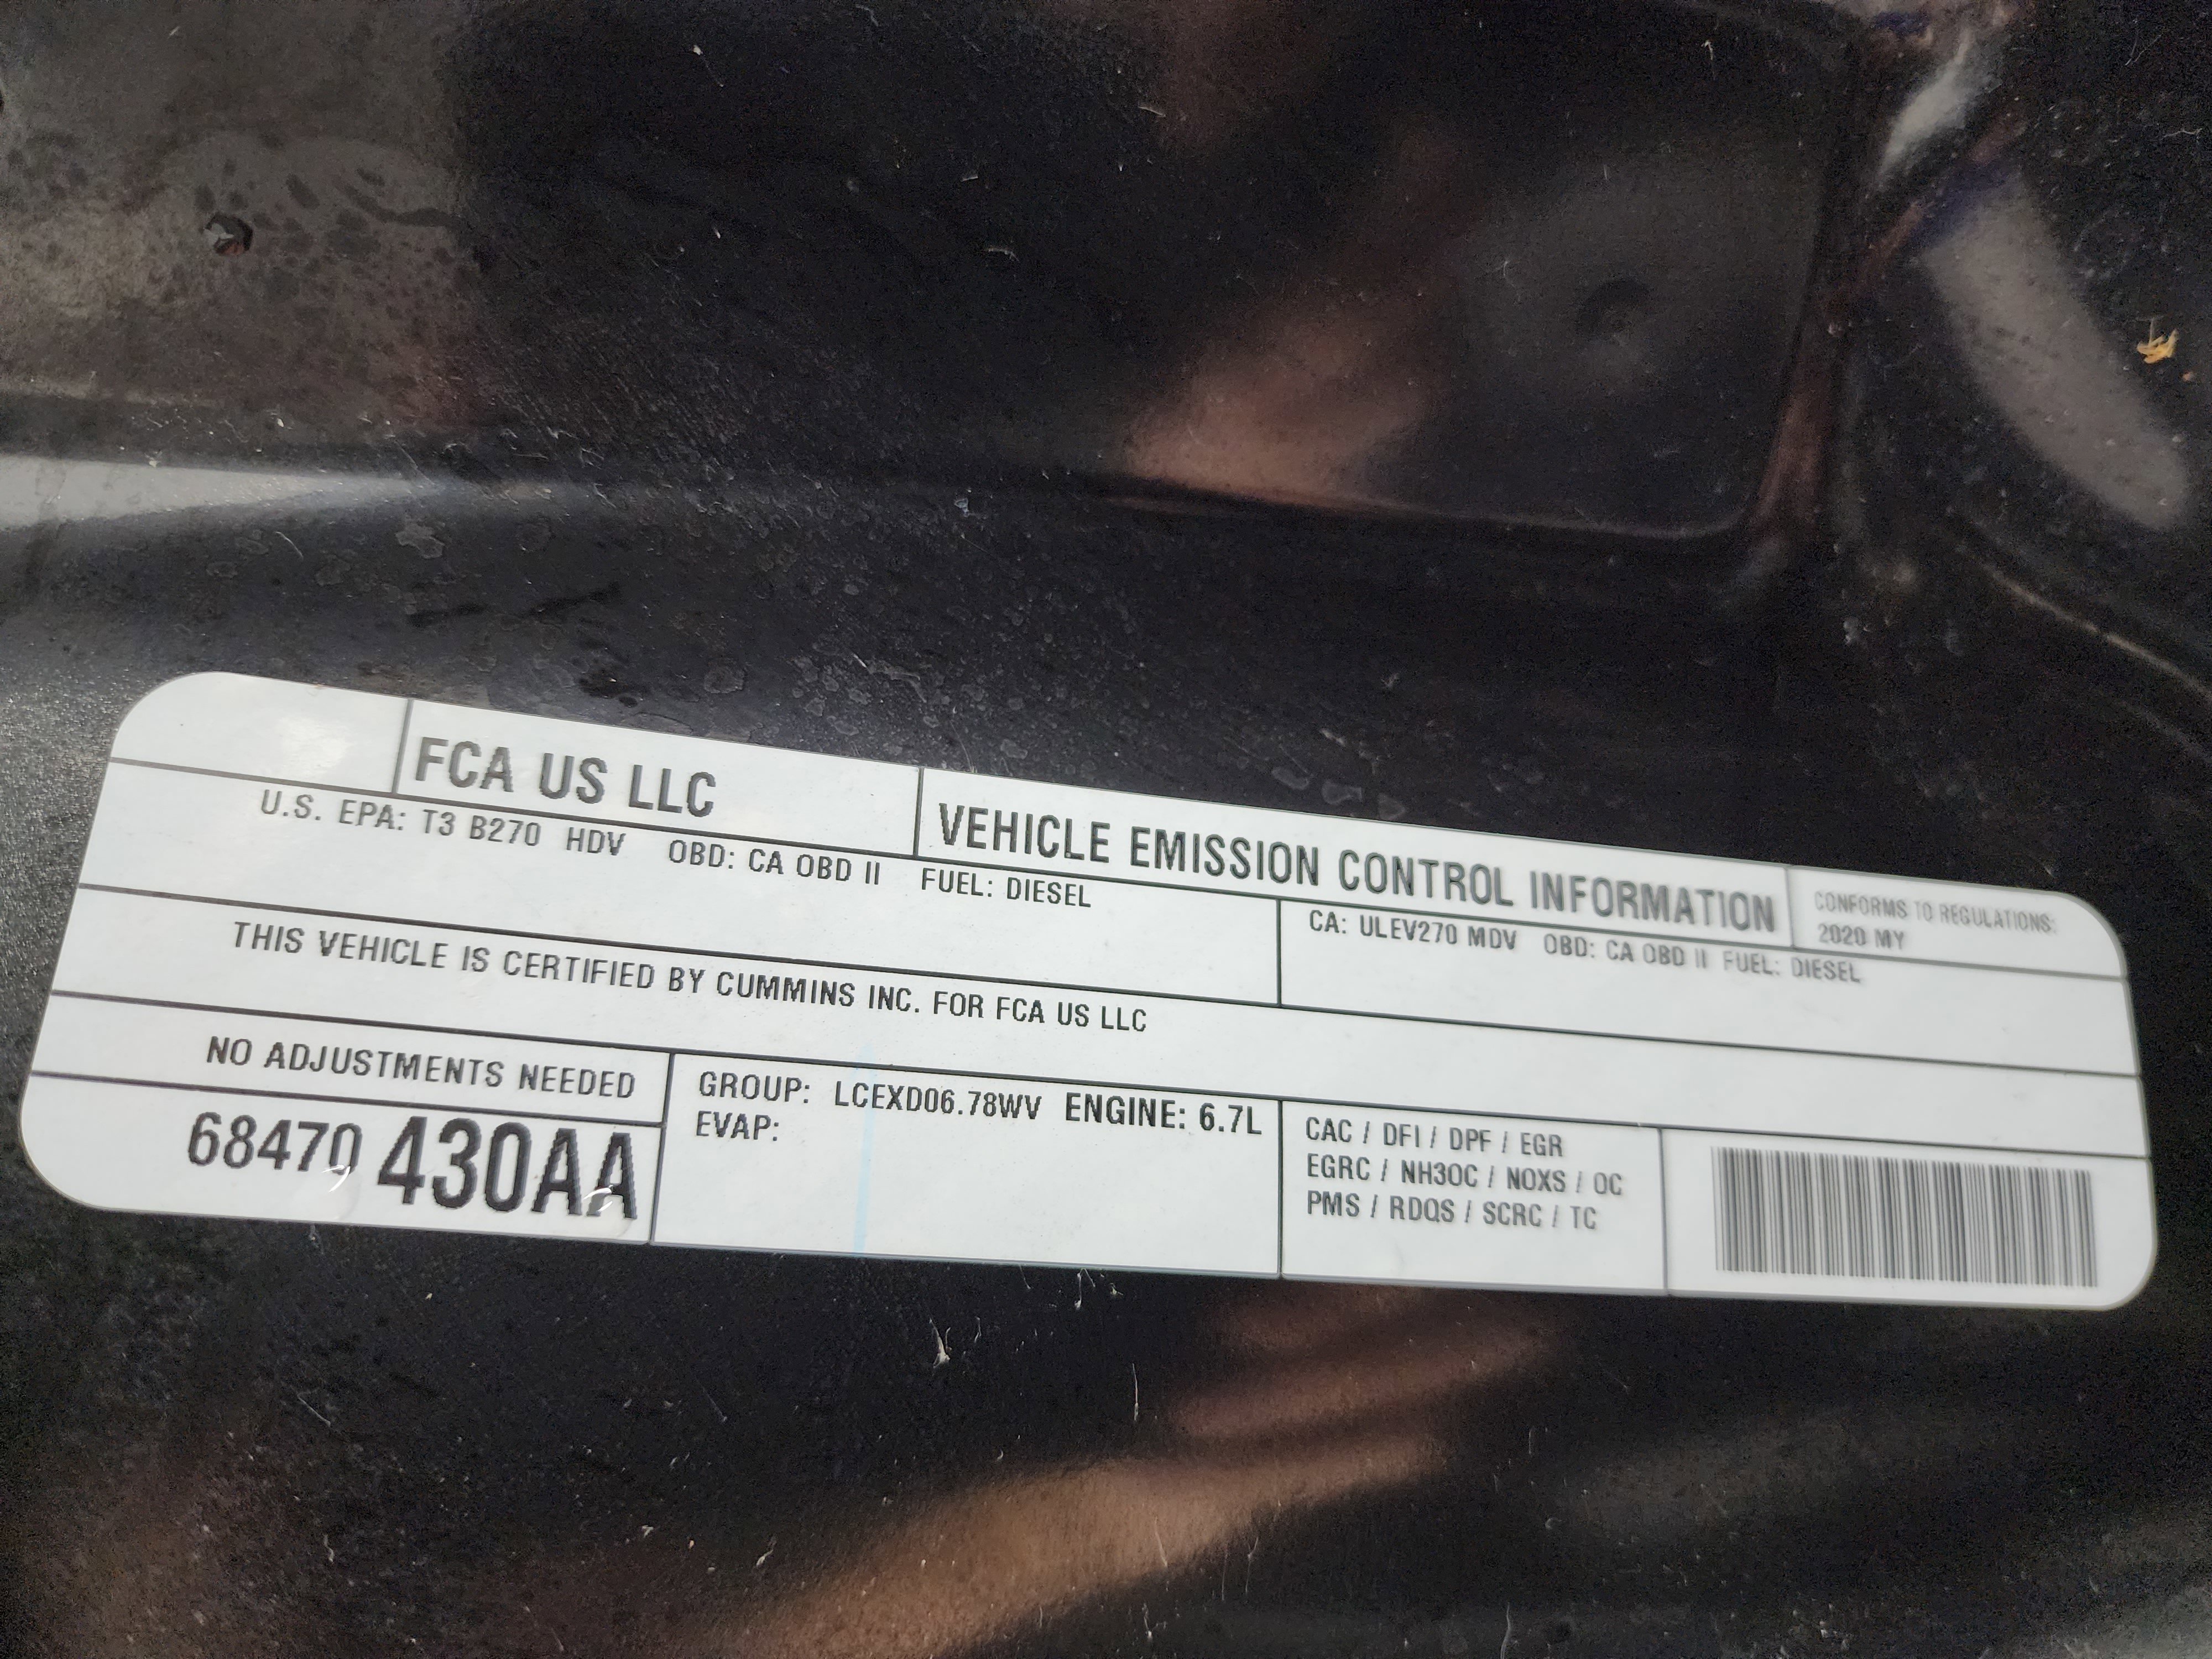 FCA US LLC
VEHICLE EMISSION CONTROL INFORMATION
CONFORMS TO REGULATIONS:
2020 MY
U.S. EPA: T3 B270 HDV OBD: CA OBD II FUEL: DIESEL
CA: ULEV270 MDV OBD: CA OBD II FUEL: DIESEL
THIS VEHICLE IS CERTIFIED BY CUMMINS INC. FOR FCA US LLC
NO ADJUSTMENTS NEEDED
68470 430AA
GROUP: LCEXD06.78WV ENGINE: 6.7L
EVAP:
CAC / DFI / DPF / EGR
EGRC / NH3OC / NOXS / OC
PMS / RDQS / SCRC / TC